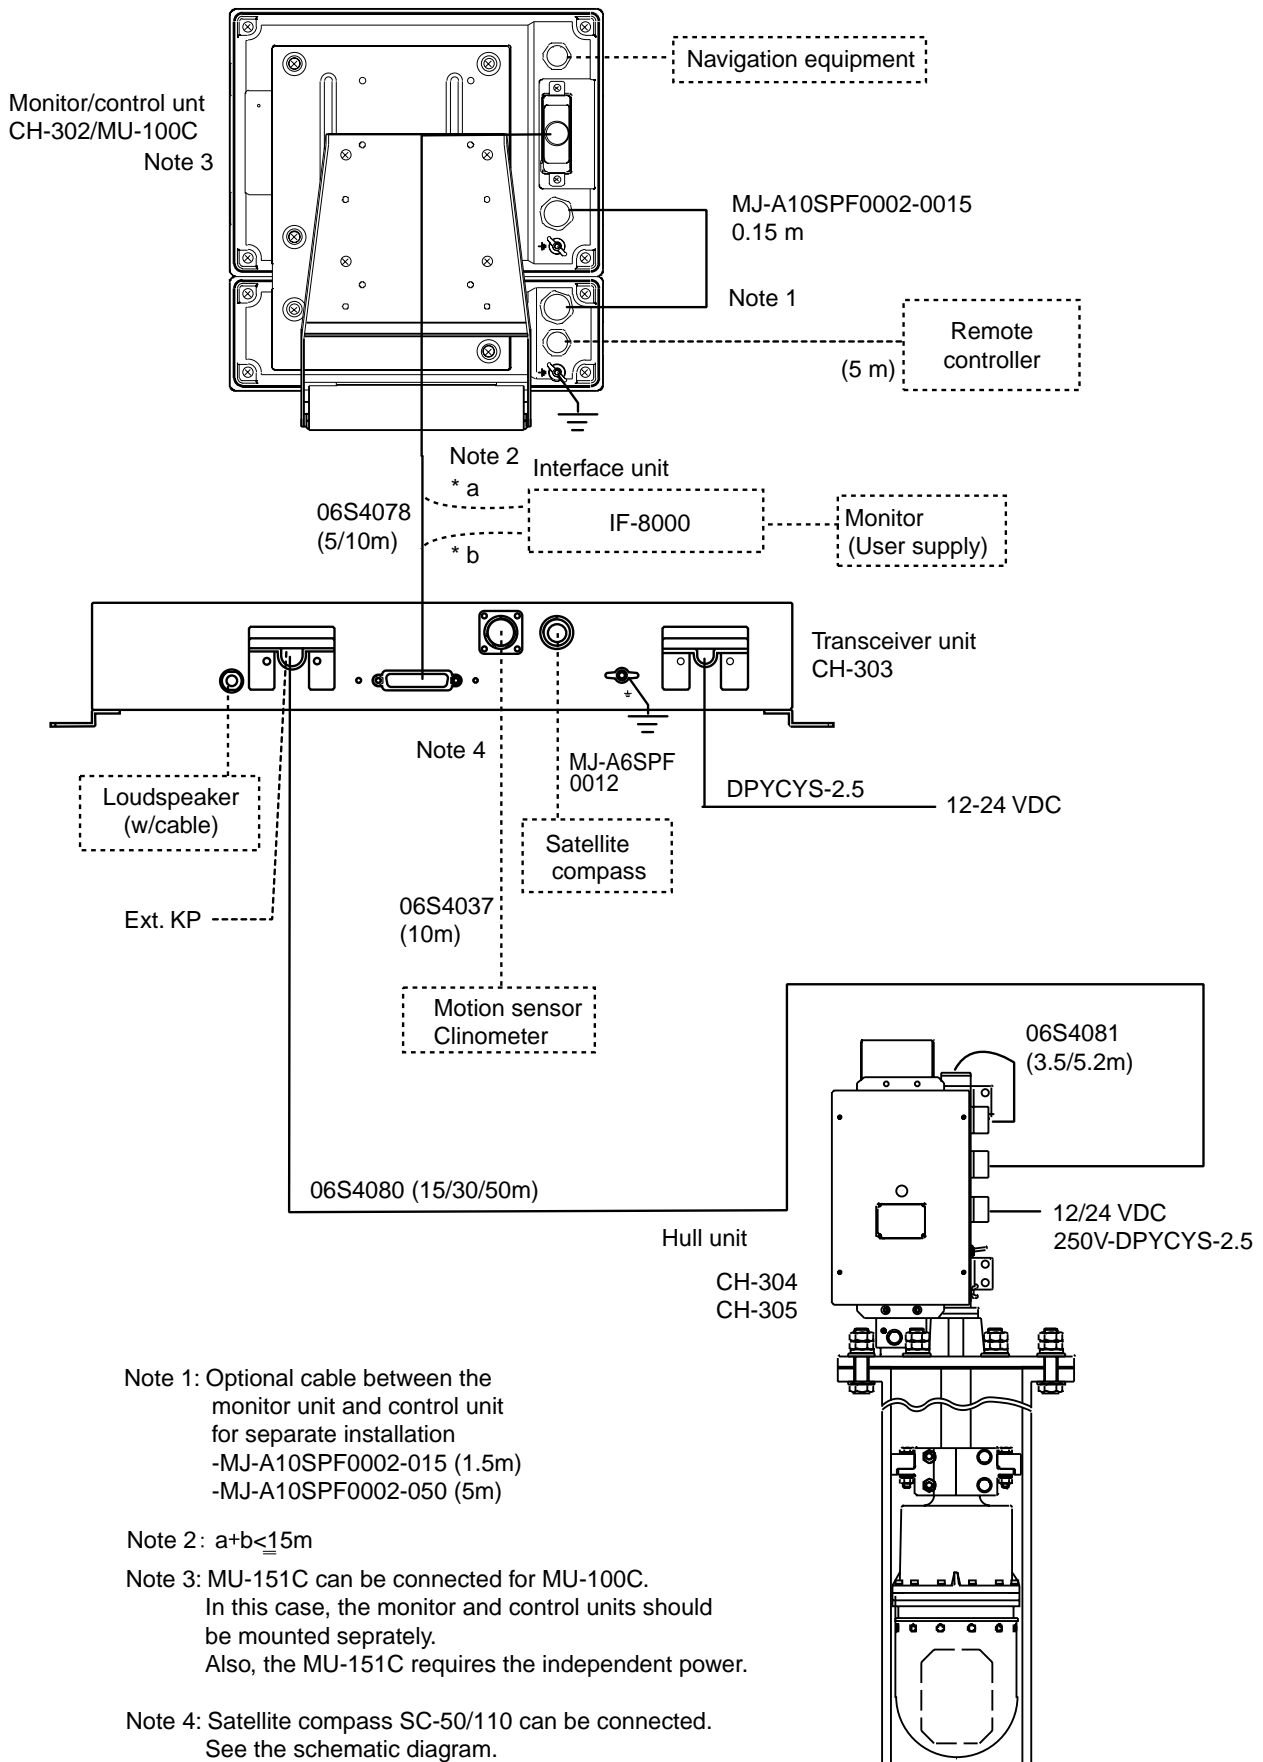 Navigation equipment
Monitor/control unt
CH-302/MU-100C
Note 3
MJ-A10SPF0002-0015
0.15 m
Note 1
Remote
controller
(5 m)
Note 2
Interface unit
* a
06S4078
(5/10m)
IF-8000
Monitor
(User supply)
* b
Transceiver unit
CH-303
Note 4
MJ-A6SPF
0012
DPYCYS-2.5
12-24 VDC
Loudspeaker
(w/cable)
Satellite
compass
Ext. KP
06S4037
(10m)
Motion sensor
Clinometer
06S4081
(3.5/5.2m)
06S4080 (15/30/50m)
12/24 VDC
250V-DPYCYS-2.5
Hull unit
CH-304
CH-305
Note 1: Optional cable between the
monitor unit and control unit
for separate installation
-MJ-A10SPF0002-015 (1.5m)
-MJ-A10SPF0002-050 (5m)
Note 2: a+b<15m
Note 3: MU-151C can be connected for MU-100C.
In this case, the monitor and control units should
be mounted seprately.
Also, the MU-151C requires the independent power.
Note 4: Satellite compass SC-50/110 can be connected.
See the schematic diagram.